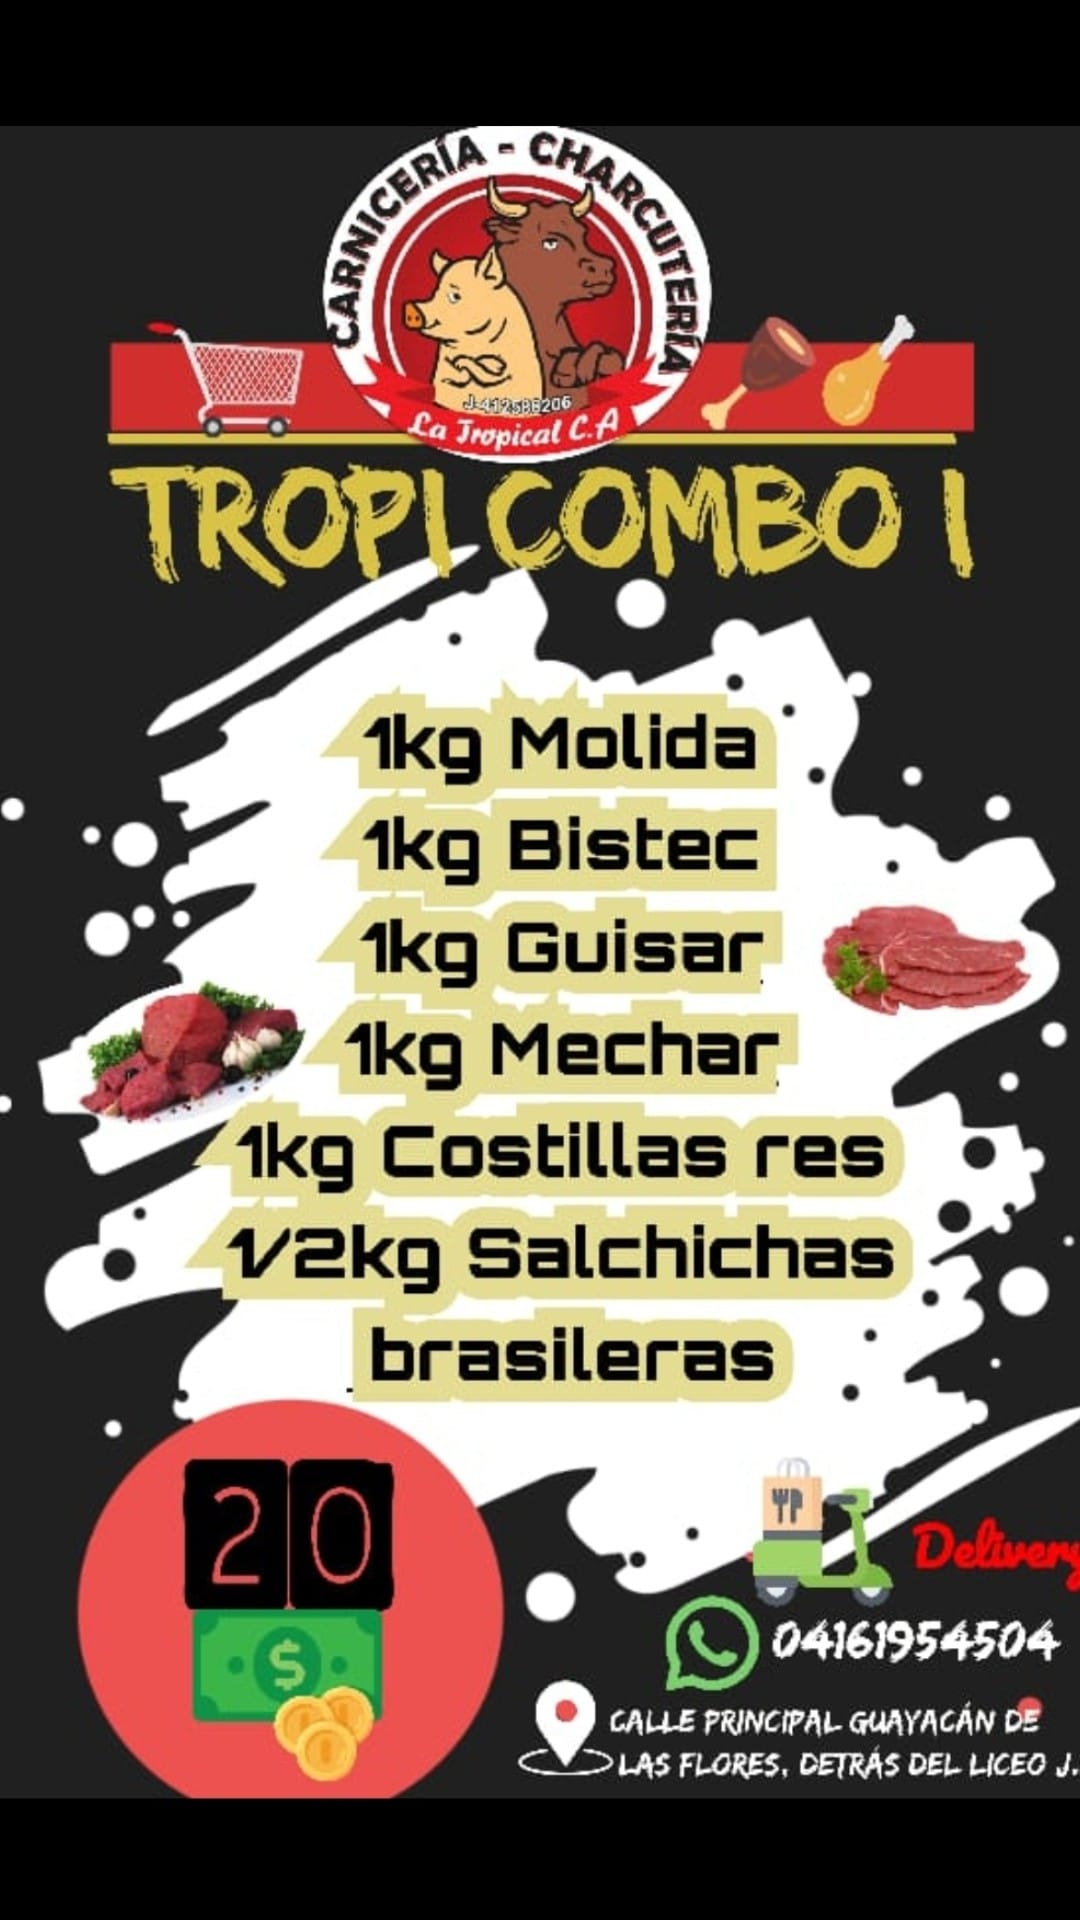 CARNICERÍA - CHARCUTERÍA
J-412588206
La Tropical C.A
TROPI COMBO I
1kg Molida
1kg Bistec
1kg Guisar
1kg Mechar
1kg Costillas res
1/2kg Salchichas
brasileras
20
$
Delivery
04161954504
CALLE PRINCIPAL GUAYACÁN DE
LAS FLORES, DETRÁS DEL LICEO J.